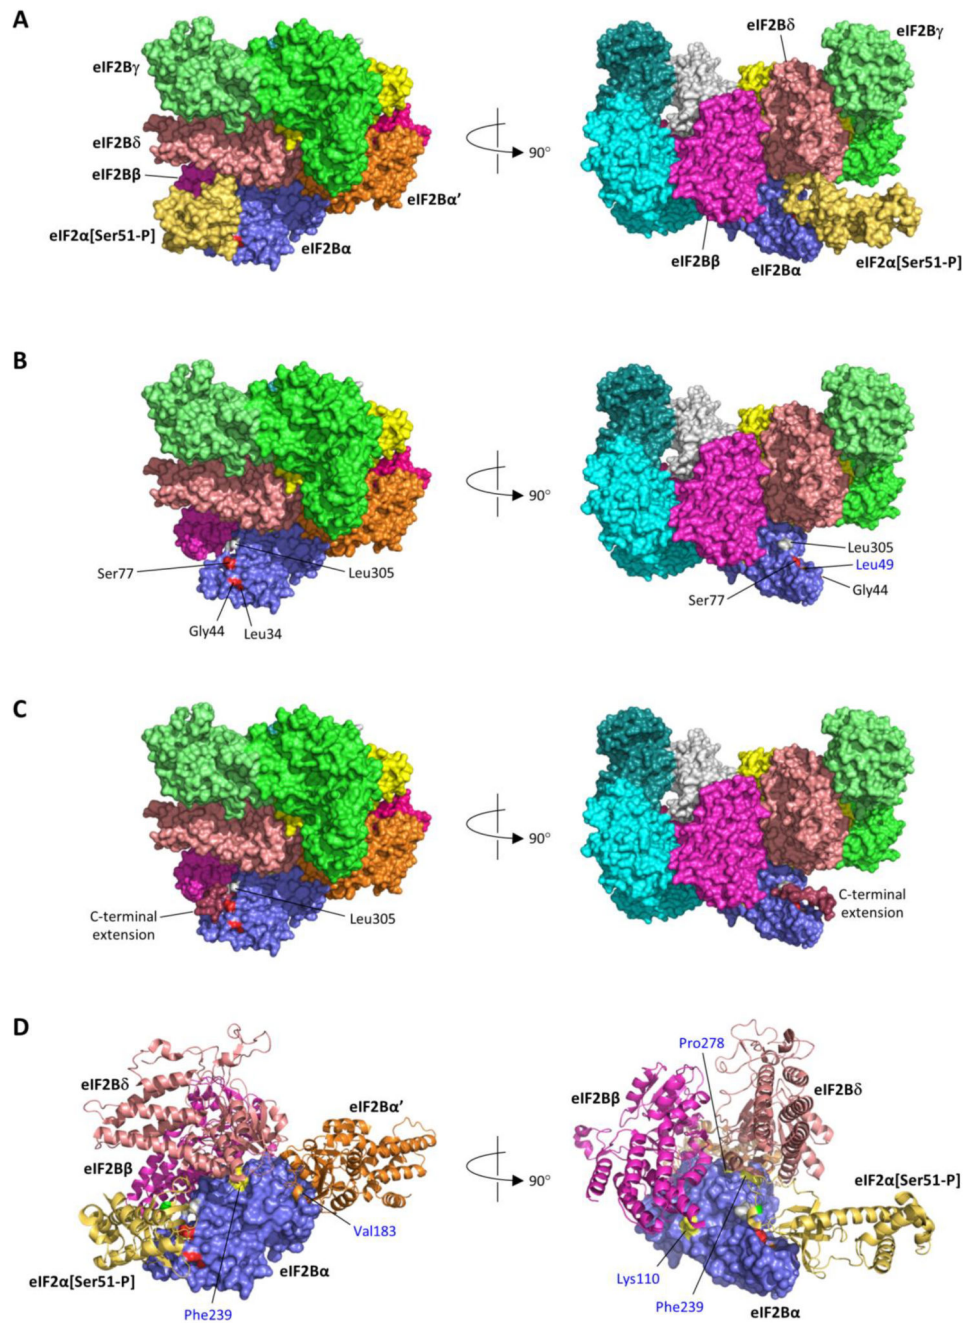 A
eIF2Bγ
eIF2Bδ
eIF2Bβ
eIF2α[Ser51-P]
eIF2Bα
eIF2Bα’
90°
eIF2Bδ
eIF2Bγ
eIF2Bβ
eIF2Bα
eIF2α[Ser51-P]
B
Ser77
Leu305
Gly44
Leu34
90°
Leu305
Leu49
Ser77
Gly44
C
C-terminal
extension
Leu305
90°
C-terminal
extension
D
eIF2Bδ
eIF2Bα’
eIF2Bβ
Val183
eIF2α[Ser51-P]
eIF2Bα
Phe239
90°
Pro278
eIF2Bβ
eIF2Bδ
eIF2α[Ser51-P]
Lys110
Phe239
eIF2Bα